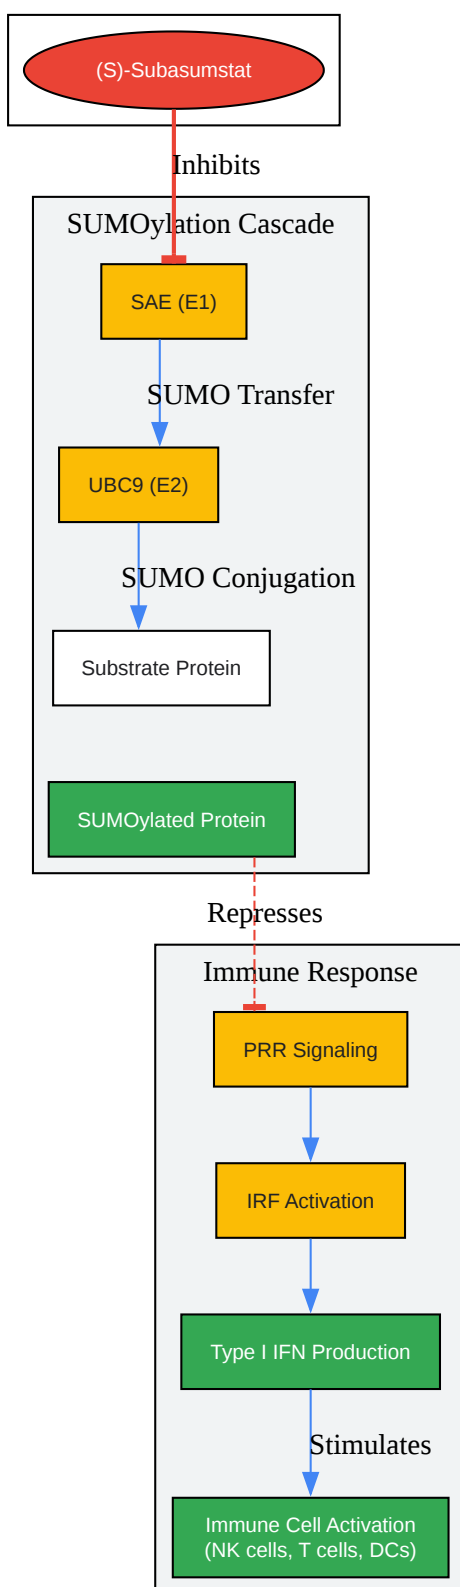 (S)-Subasumstat
Inhibits
SUMOylation Cascade
SAE (E1)
SUMO Transfer
UBC9 (E2)
SUMO Conjugation
Substrate Protein
SUMOylated Protein
Represses
Immune Response
PRR Signaling
IRF Activation
Type I IFN Production
Stimulates
Immune Cell Activation
(NK cells, T cells, DCs)